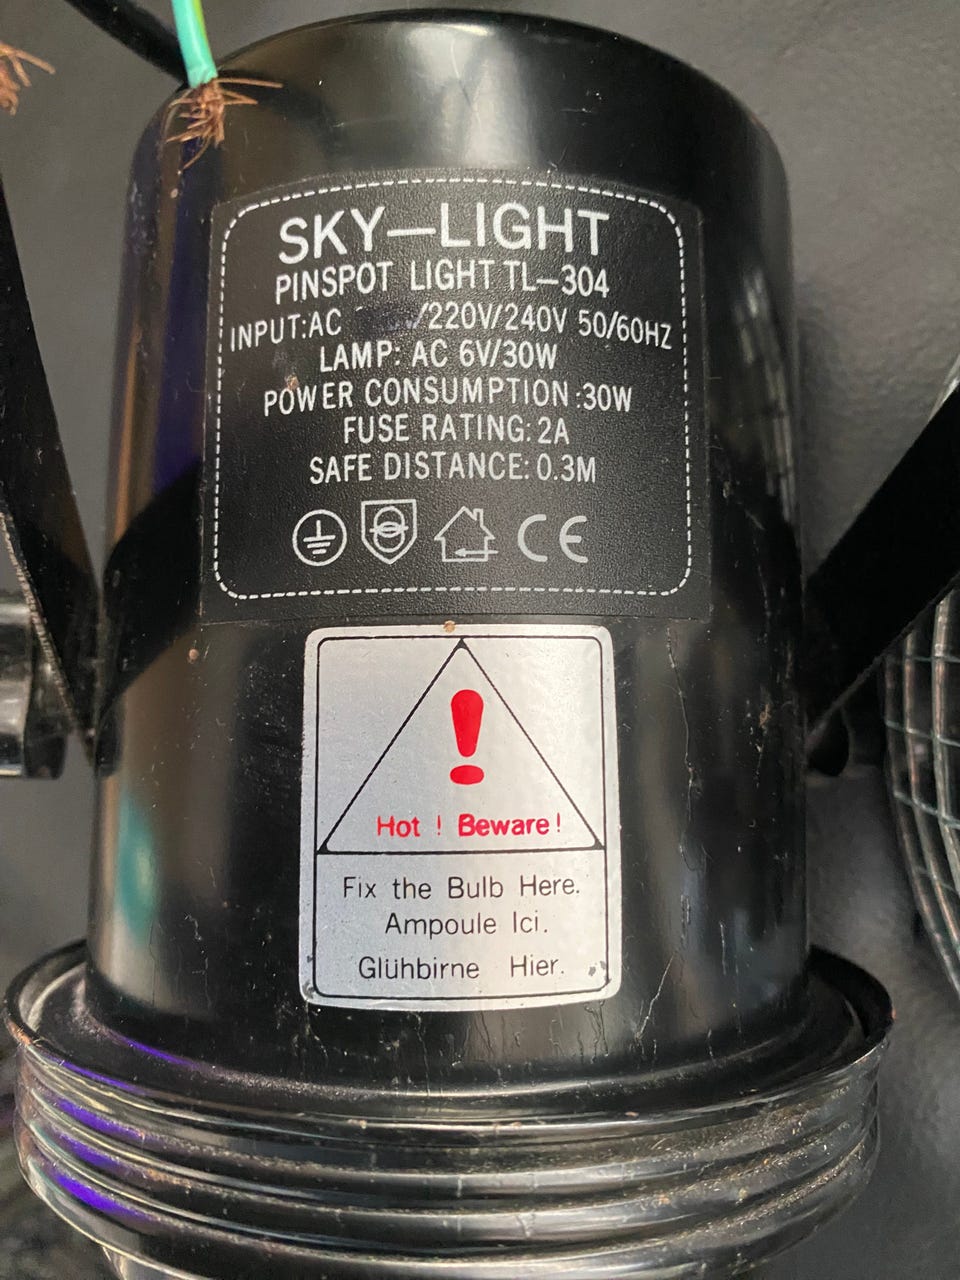 SKY—LIGHT
PINSPOT LIGHT TL—304
INPUT:AC /220V/240V 50/60HZ
LAMP: AC 6V/30W
POWER CONSUMPTION :30W
FUSE RATING: 2A
SAFE DISTANCE: 0.3M
CE
!
Hot ! Beware!
Fix the Bulb Here.
Ampoule Ici.
Glühbirne Hier.